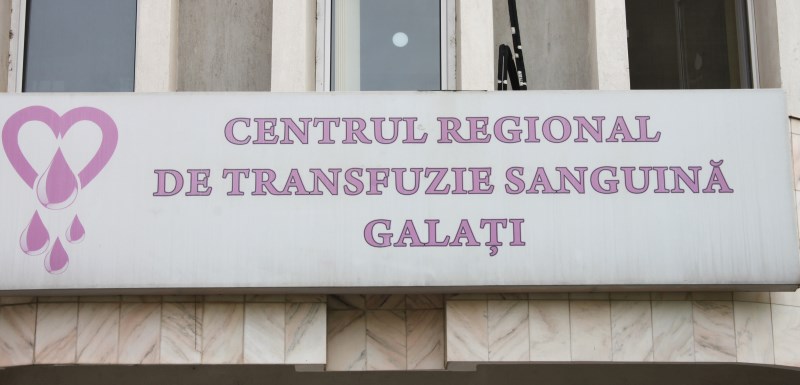 CENTRUL REGIONAL
DE TRANSFUZIE SANGUINĂ
GALAȚI